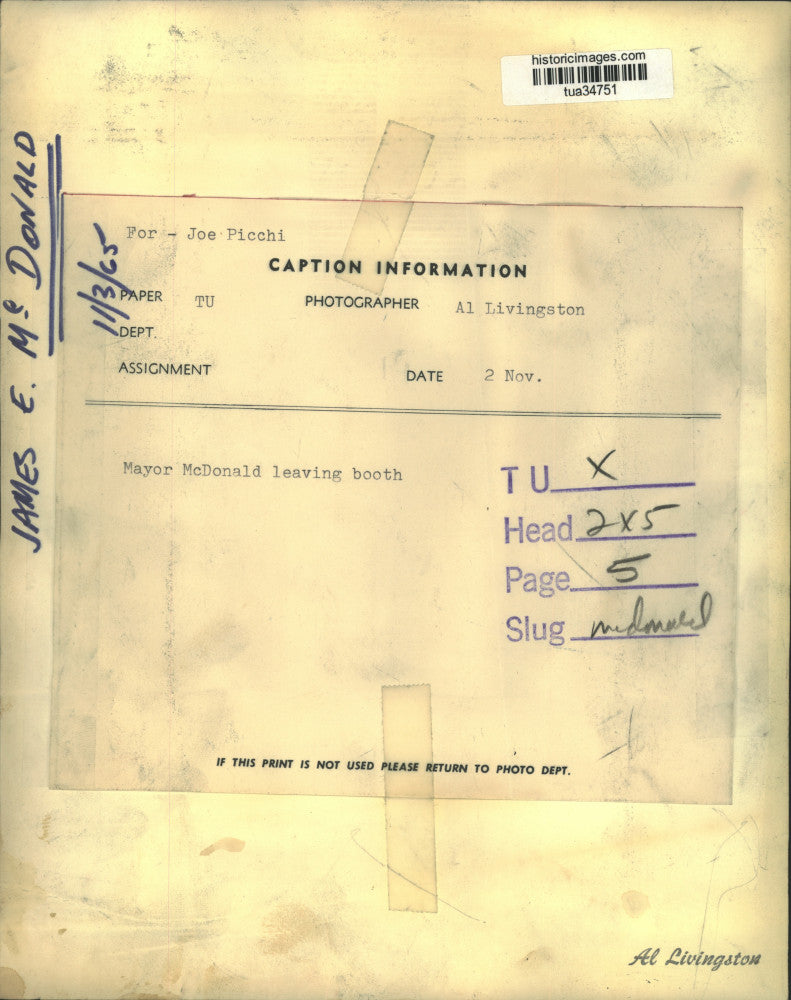 historicimages.com
tua34751
JAMES E. Mc DONALD
11/3/65
For - Joe Picchi
CAPTION INFORMATION
PAPER TU PHOTOGRAPHER Al Livingston
DEPT.
ASSIGNMENT DATE 2 Nov.
Mayor McDonald leaving booth
TU X
Head 2x5
Page 5
Slug mcdonald
IF THIS PRINT IS NOT USED PLEASE RETURN TO PHOTO DEPT.
Al Livingston